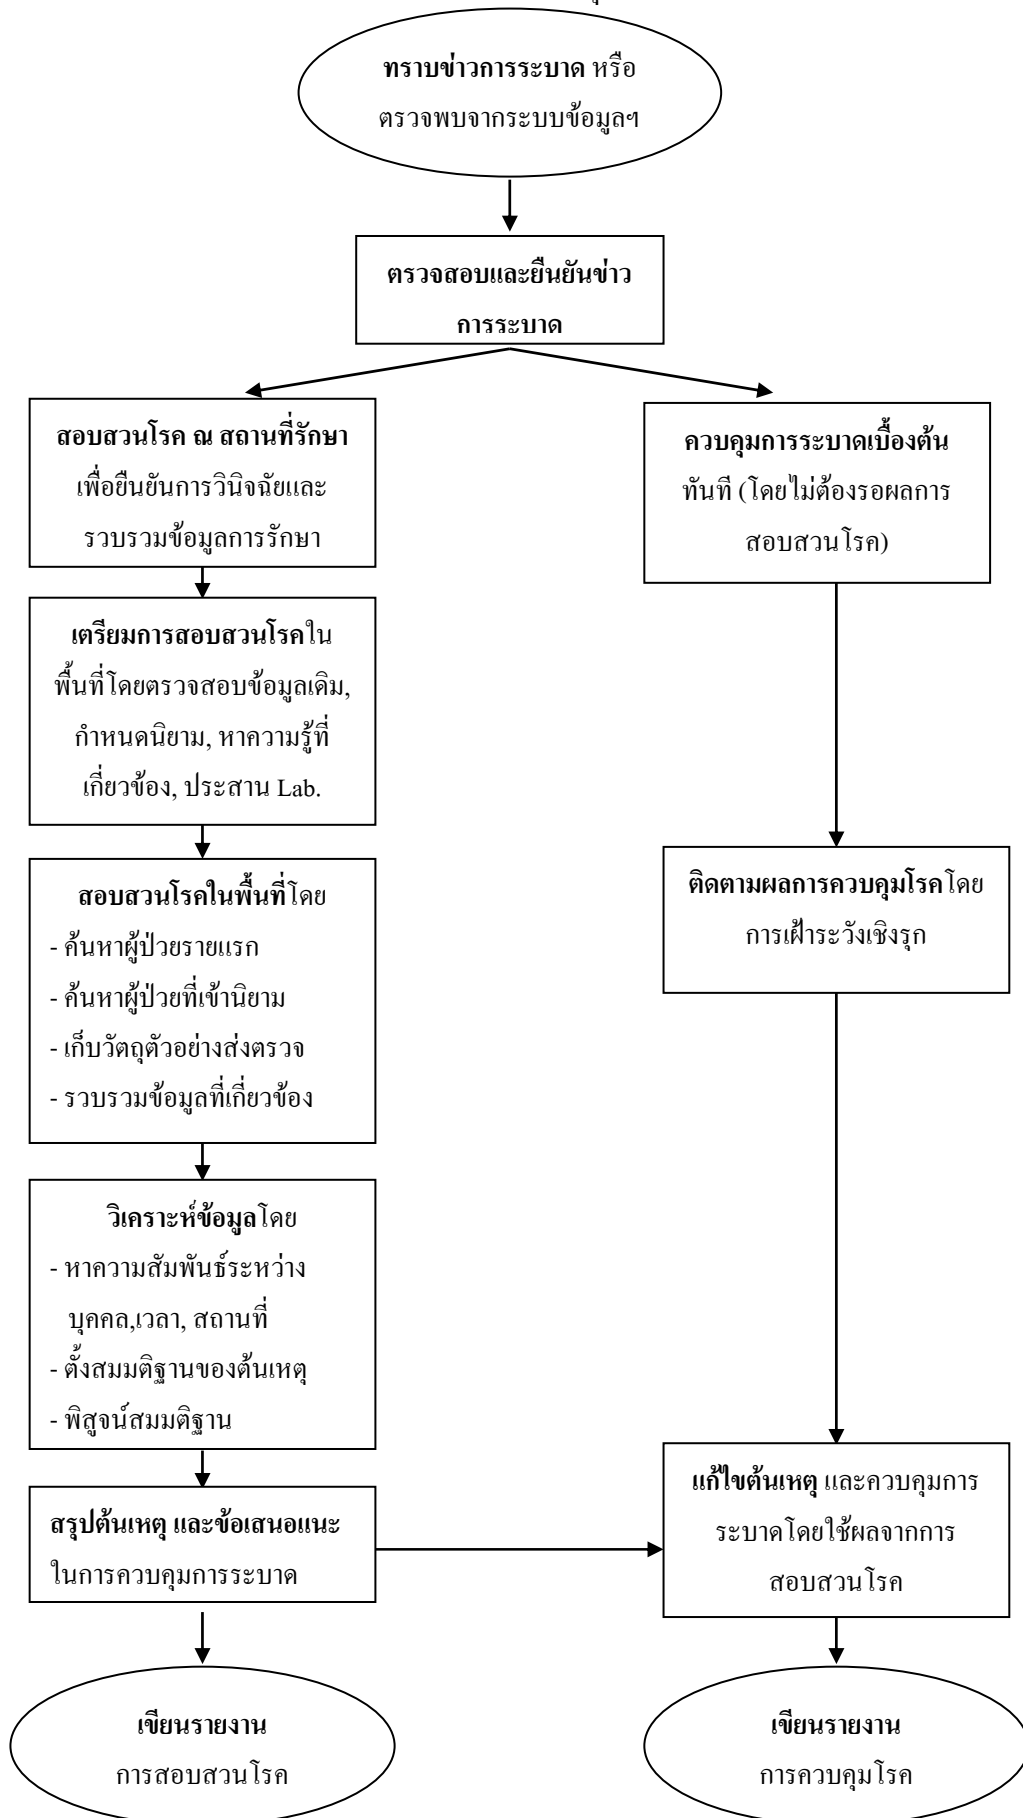 ทราบข่าวการระบาด หรือ
ตรวจพบจากระบบข้อมูลฯ
ตรวจสอบและยืนยันข่าว
การระบาด
สอบสวนโรค ณ สถานที่รักษา
เพื่อยืนยันการวินิจฉัยและ
รวบรวมข้อมูลการรักษา
ควบคุมการระบาดเบื้องต้น
ทันที (โดยไม่ต้องรอผลการ
สอบสวนโรค)
เตรียมการสอบสวนโรคใน
พื้นที่โดยตรวจสอบข้อมูลเดิม,
กำหนดนิยาม, หาความรู้ที่
เกี่ยวข้อง, ประสาน Lab.
สอบสวนโรคในพื้นที่โดย
- ค้นหาผู้ป่วยรายแรก
- ค้นหาผู้ป่วยที่เข้านิยาม
- เก็บวัตถุตัวอย่างส่งตรวจ
- รวบรวมข้อมูลที่เกี่ยวข้อง
ติดตามผลการควบคุมโรคโดย
การเฝ้าระวังเชิงรุก
วิเคราะห์ข้อมูลโดย
- หาความสัมพันธ์ระหว่าง
บุคคล,เวลา, สถานที่
- ตั้งสมมติฐานของต้นเหตุ
- พิสูจน์สมมติฐาน
สรุปต้นเหตุ และข้อเสนอแนะ
ในการควบคุมการระบาด
แก้ไขต้นเหตุ และควบคุมการ
ระบาดโดยใช้ผลจากการ
สอบสวนโรค
เขียนรายงาน
การสอบสวนโรค
เขียนรายงาน
การควบคุมโรค